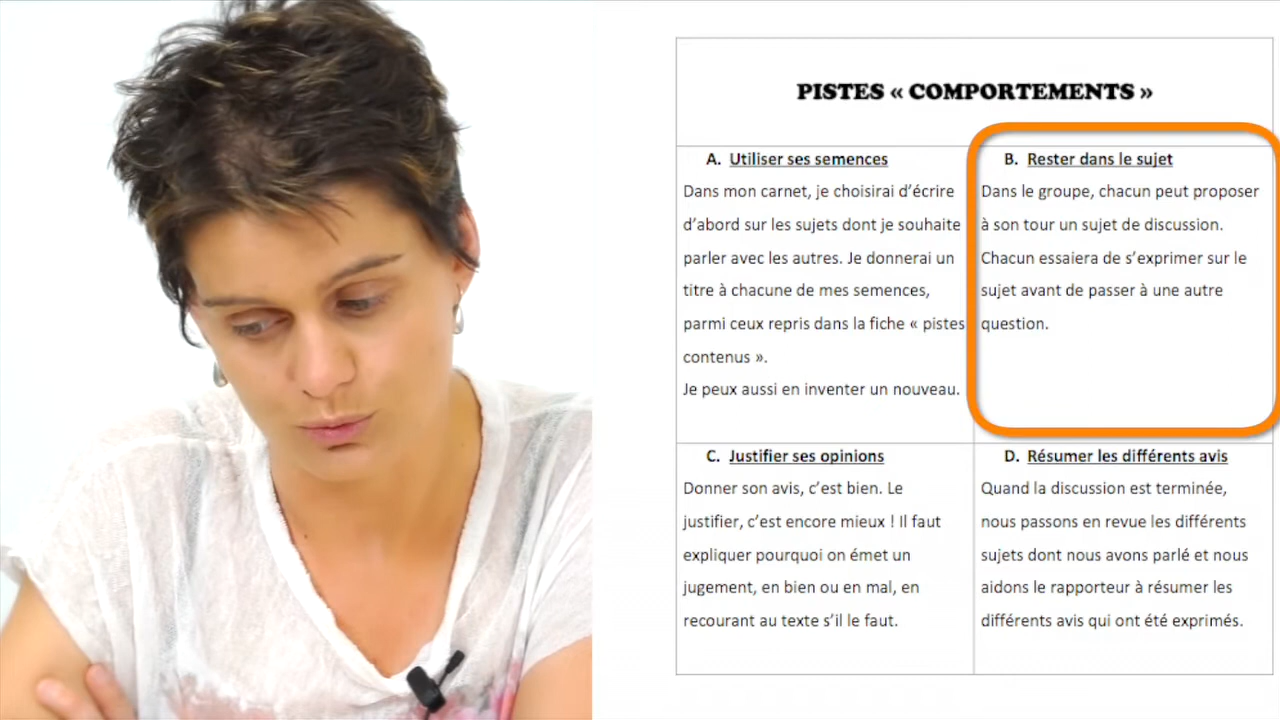 PISTES « COMPORTEMENTS »
A. Utiliser ses semences
Dans mon carnet, je choisirai d’écrire
d’abord sur les sujets dont je souhaite
parler avec les autres. Je donnerai un
titre à chacune de mes semences,
parmi ceux repris dans la fiche « pistes
contenus ».
Je peux aussi en inventer un nouveau.
B. Rester dans le sujet
Dans le groupe, chacun peut proposer
à son tour un sujet de discussion.
Chacun essaiera de s’exprimer sur le
sujet avant de passer à une autre
question.
C. Justifier ses opinions
Donner son avis, c’est bien. Le
justifier, c’est encore mieux ! Il faut
expliquer pourquoi on émet un
jugement, en bien ou en mal, en
recourant au texte s’il le faut.
D. Résumer les différents avis
Quand la discussion est terminée,
nous passons en revue les différents
sujets dont nous avons parlé et nous
aidons le rapporteur à résumer les
différents avis qui ont été exprimés.